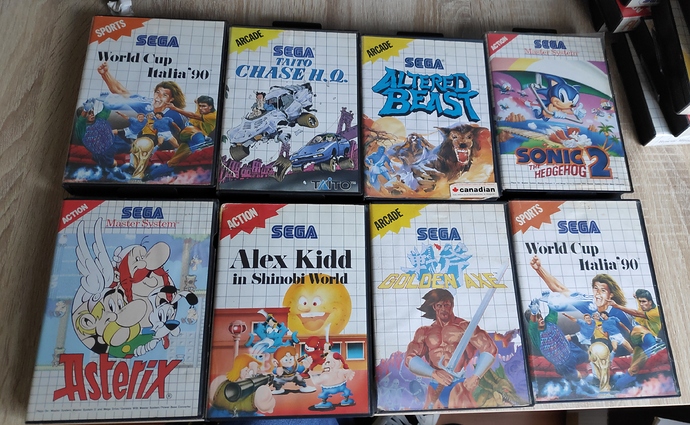 SPORTS
SEGA
World Cup
Italia'90
ARCADE
SEGA
TAITO
CHASE H.Q.
TAITO
ARCADE
SEGA
ALTERED
BEAST
canadian
ACTION
SEGA
Master System
SONIC
THE
HEDGEHOG 2
ACTION
SEGA
Master System
Asterix
ACTION
SEGA
Alex Kidd
in Shinobi World
ARCADE
SEGA
GOLDEN AXE
SPORTS
SEGA
World Cup
Italia'90